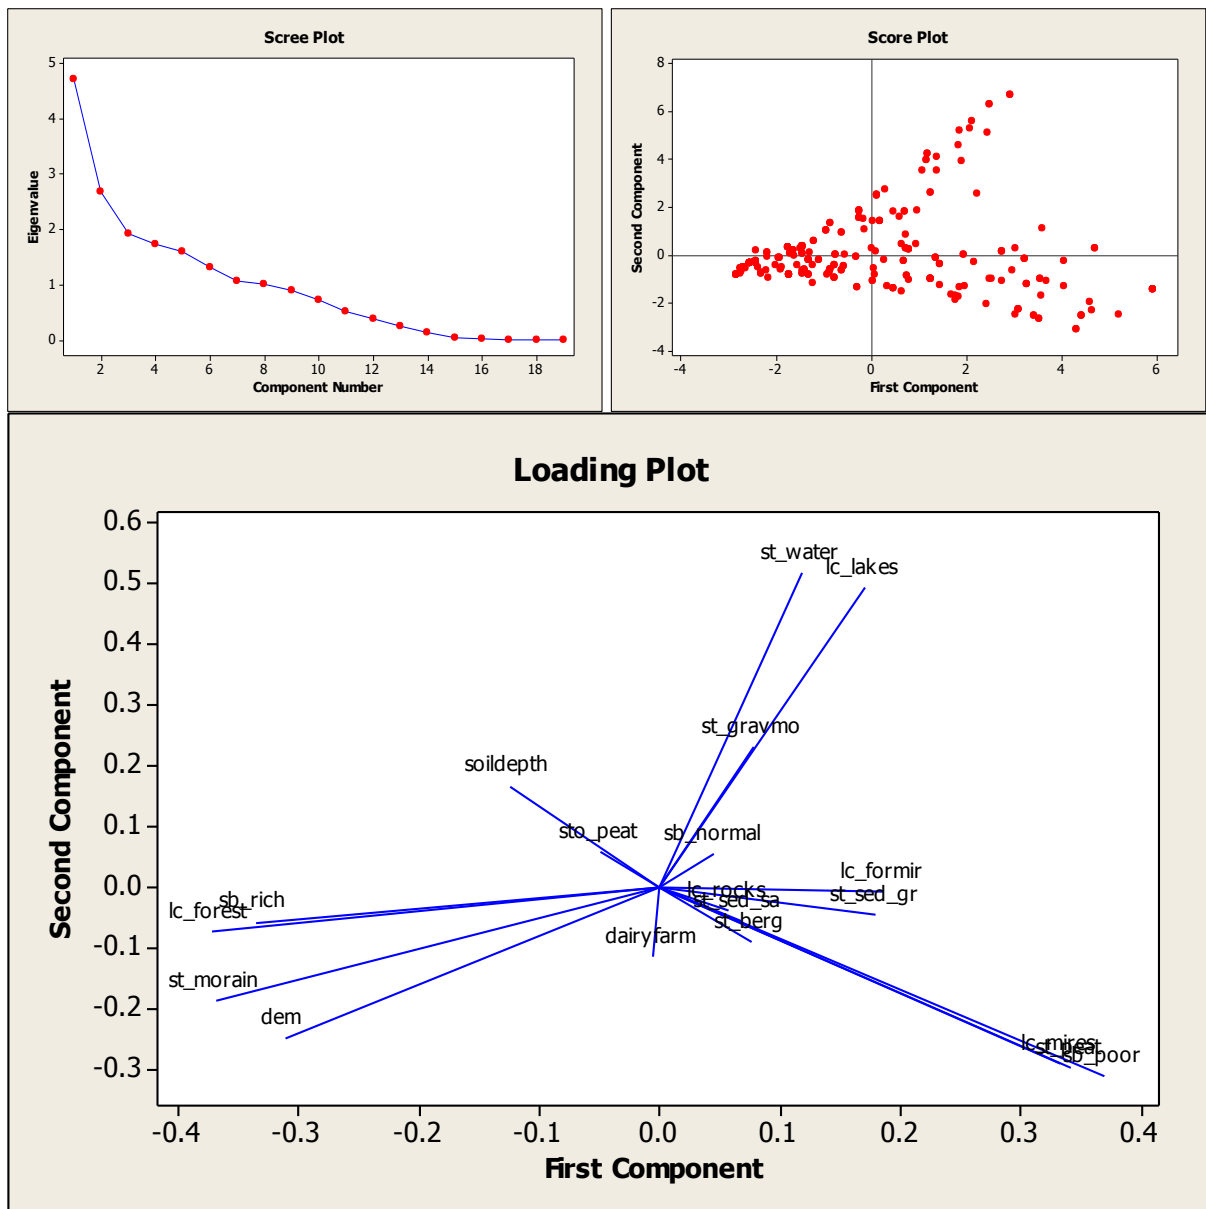 Scree Plot
5
4
3
2
1
0
Eigenvalue
2 4 6 8 10 12 14 16 18
Component Number
Score Plot
8
6
4
2
0
-2
-4
Second Component
-4 -2 0 2 4 6
First Component
Loading Plot
0.6
0.5
0.4
0.3
0.2
0.1
0.0
-0.1
-0.2
-0.3
Second Component
st_water
lc_lakes
st_gravmo
soildepth
sto_peat
sb_normal
lc_formir
lc_rocks
st_sed_gr
sb_rich
st_sed_sa
lc_forest
st_berg
dairyfarm
st_morain
dem
lc_mires
st_peat
sb_poor
-0.4 -0.3 -0.2 -0.1 0.0 0.1 0.2 0.3 0.4
First Component